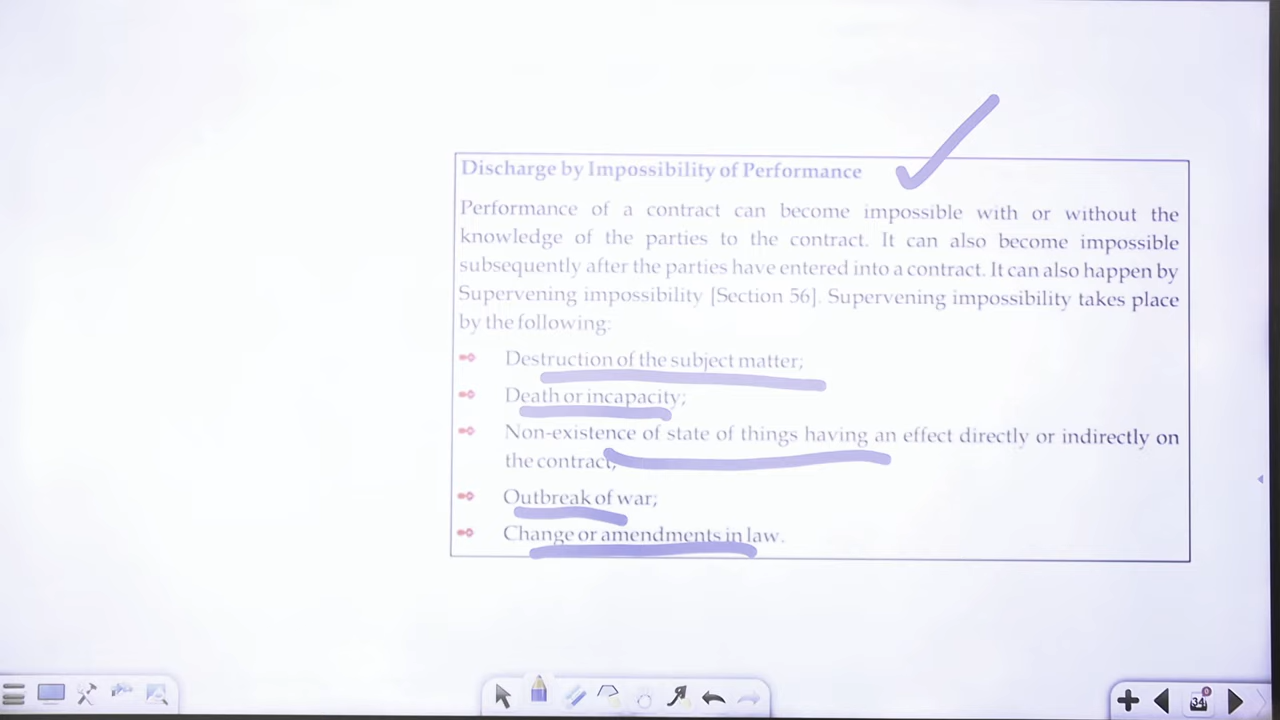 Discharge by Impossibility of Performance
Performance of a contract can become impossible with or without the
knowledge of the parties to the contract. It can also become impossible
subsequently after the parties have entered into a contract. It can also happen by
Supervening impossibility [Section 56]. Supervening impossibility takes place
by the following:
Destruction of the subject matter;
Death or incapacity;
Non-existence of state of things having an effect directly or indirectly on
the contract;
Outbreak of war;
Change or amendments in law.
34
0